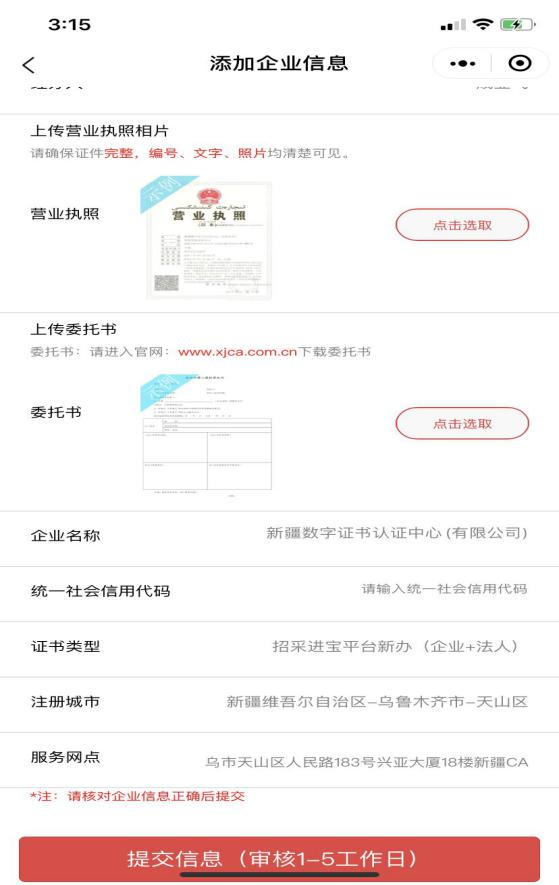 3:15
添加企业信息
上传营业执照相片
请确保证件完整，编号、文字、照片均清楚可见。
示例
营业执照
营业执照
点击选取
上传委托书
委托书：请进入官网：www.xjca.com.cn下载委托书
示例
委托书
点击选取
企业名称 新疆数字证书认证中心(有限公司)
统一社会信用代码 请输入统一社会信用代码
证书类型 招采进宝平台新办（企业+法人）
注册城市 新疆维吾尔自治区-乌鲁木齐市-天山区
服务网点 乌市天山区人民路183号兴亚大厦18楼新疆CA
*注：请核对企业信息正确后提交
提交信息（审核1-5工作日）